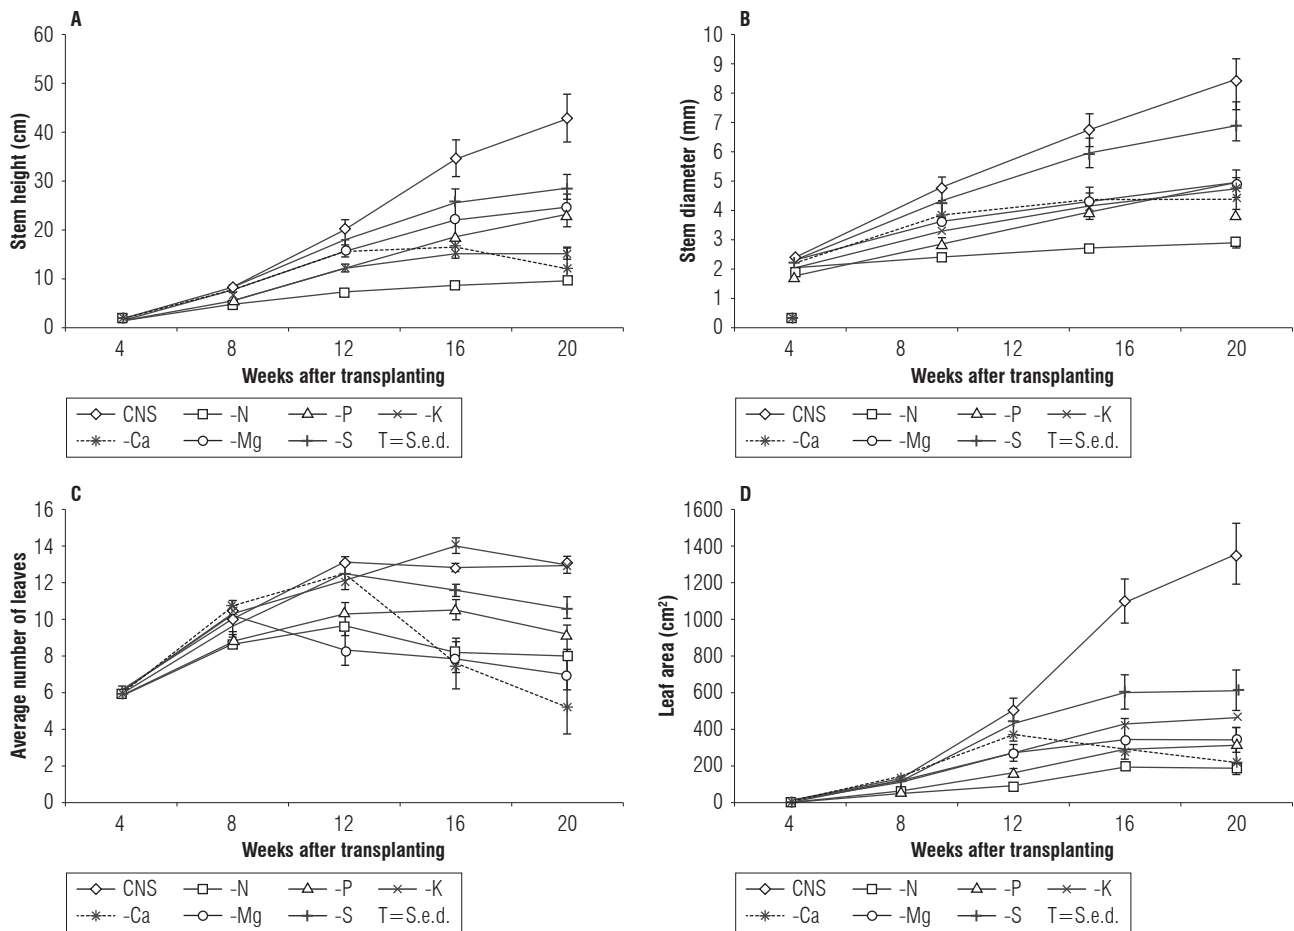 A
60
50
40
30
20
10
0
Stem height (cm)
4 8 12 16 20
Weeks after transplanting
CNS -N -P -K
-Ca -Mg -S T=S.e.d.
B
10
9
8
7
6
5
4
3
2
1
0
Stem diameter (mm)
4 8 12 16 20
Weeks after transplanting
CNS -N -P -K
-Ca -Mg -S T=S.e.d.
C
16
14
12
10
8
6
4
2
0
Average number of leaves
4 8 12 16 20
Weeks after transplanting
CNS -N -P -K
-Ca -Mg -S T=S.e.d.
D
1600
1400
1200
1000
800
600
400
200
0
Leaf area (cm²)
4 8 12 16 20
Weeks after transplanting
CNS -N -P -K
-Ca -Mg -S T=S.e.d.